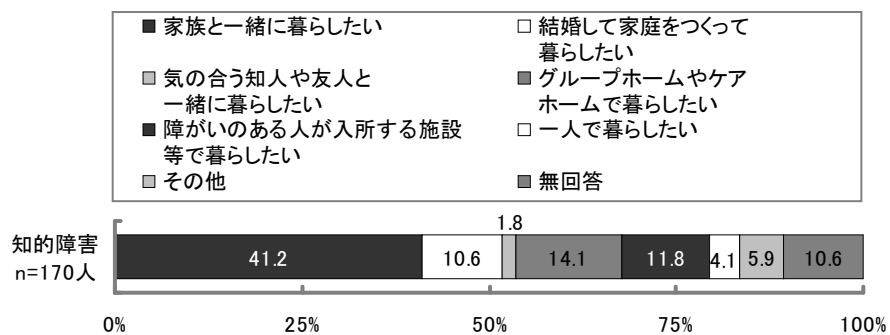 家族と一緒に暮らしたい
結婚して家庭をつくって
暮らしたい
気の合う知人や友人と
一緒に暮らしたい
グループホームやケア
ホームで暮らしたい
障がいのある人が入所する施設
等で暮らしたい
一人で暮らしたい
その他
無回答
1.8
知的障害
n=170人
41.2 10.6 14.1 11.8 4.1 5.9 10.6
0% 25% 50% 75% 100%